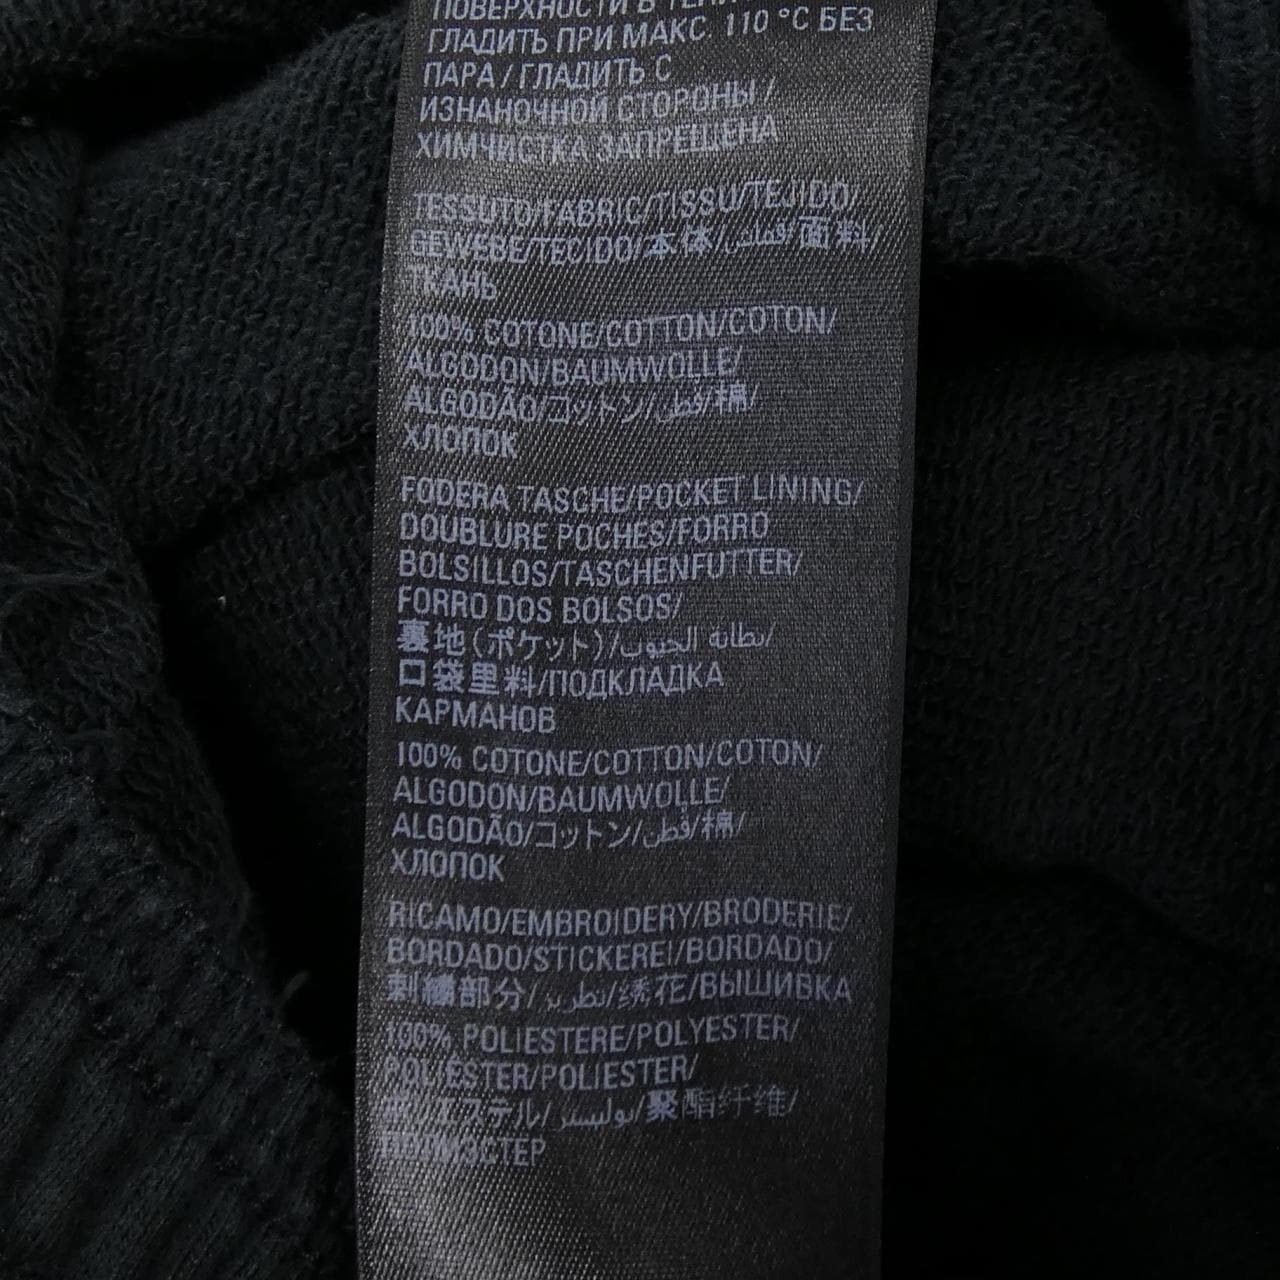 ПОВЕРХНОСТИ В
ГЛАДИТЬ ПРИ МАКС 110 °С БЕЗ
ПАРА / ГЛАДИТЬ С
ИЗНАНОЧНОЙ СТОРОНЫ /
ХИМЧИСТКА ЗАПРЕЩЕНА
TESSUTO/FABRIC/TISSU/TEJIDO/
GEWEBE/TECIDO/本体/قماش/面料/
ТКАНЬ
100% COTONE/COTTON/COTON/
ALGODON/BAUMWOLLE/
ALGODÃO/コットン/قطن/棉/
ХЛОПОК
FODERA TASCHE/POCKET LINING/
DOUBLURE POCHES/FORRO
BOLSILLOS/TASCHENFUTTER/
FORRO DOS BOLSOS/
裏地(ポケット)/بطانة الجيوب/
口袋里料/ПОДКЛАДКА
КАРМАНОВ
100% COTONE/COTTON/COTON/
ALGODON/BAUMWOLLE/
ALGODÃO/コットン/قطن/棉/
ХЛОПОК
RICAMO/EMBROIDERY/BRODERIE/
BORDADO/STICKEREI/BORDADO/
刺繍部分/تطريز/绣花/ВЫШИВКА
100% POLIESTERE/POLYESTER/
POLIÉSTER/POLIESTER/
ポリエステル/بوليستر/聚酯纤维/
ПОЛИЭСТЕР